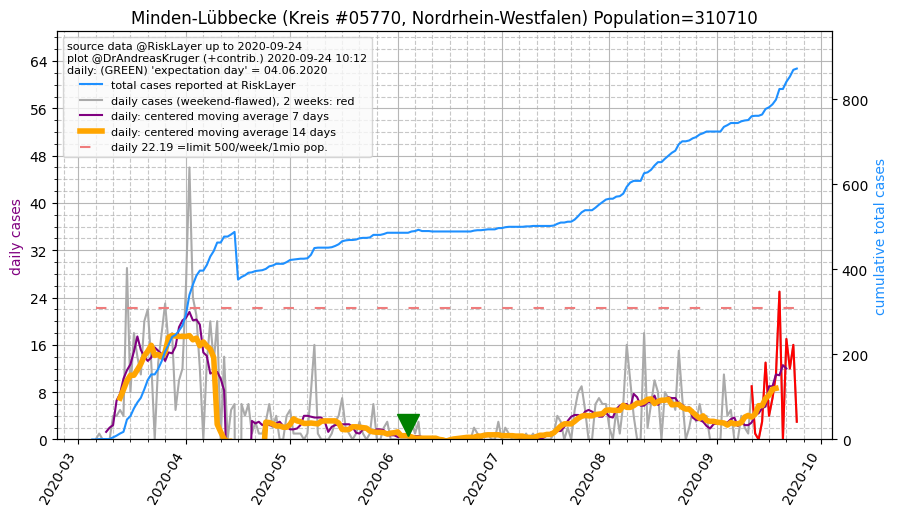 Minden-Lübbecke (Kreis #05770, Nordrhein-Westfalen) Population=310710
source data @RiskLayer up to 2020-09-24
plot @DrAndreasKruger (+contrib.) 2020-09-24 10:12
daily: (GREEN) 'expectation day' = 04.06.2020
total cases reported at RiskLayer
daily cases (weekend-flawed), 2 weeks: red
daily: centered moving average 7 days
daily: centered moving average 14 days
daily 22.19 =limit 500/week/1mio pop.
daily cases
64
56
48
40
32
24
16
8
0
cumulative total cases
800
600
400
200
0
2020-03
2020-04
2020-05
2020-06
2020-07
2020-08
2020-09
2020-10